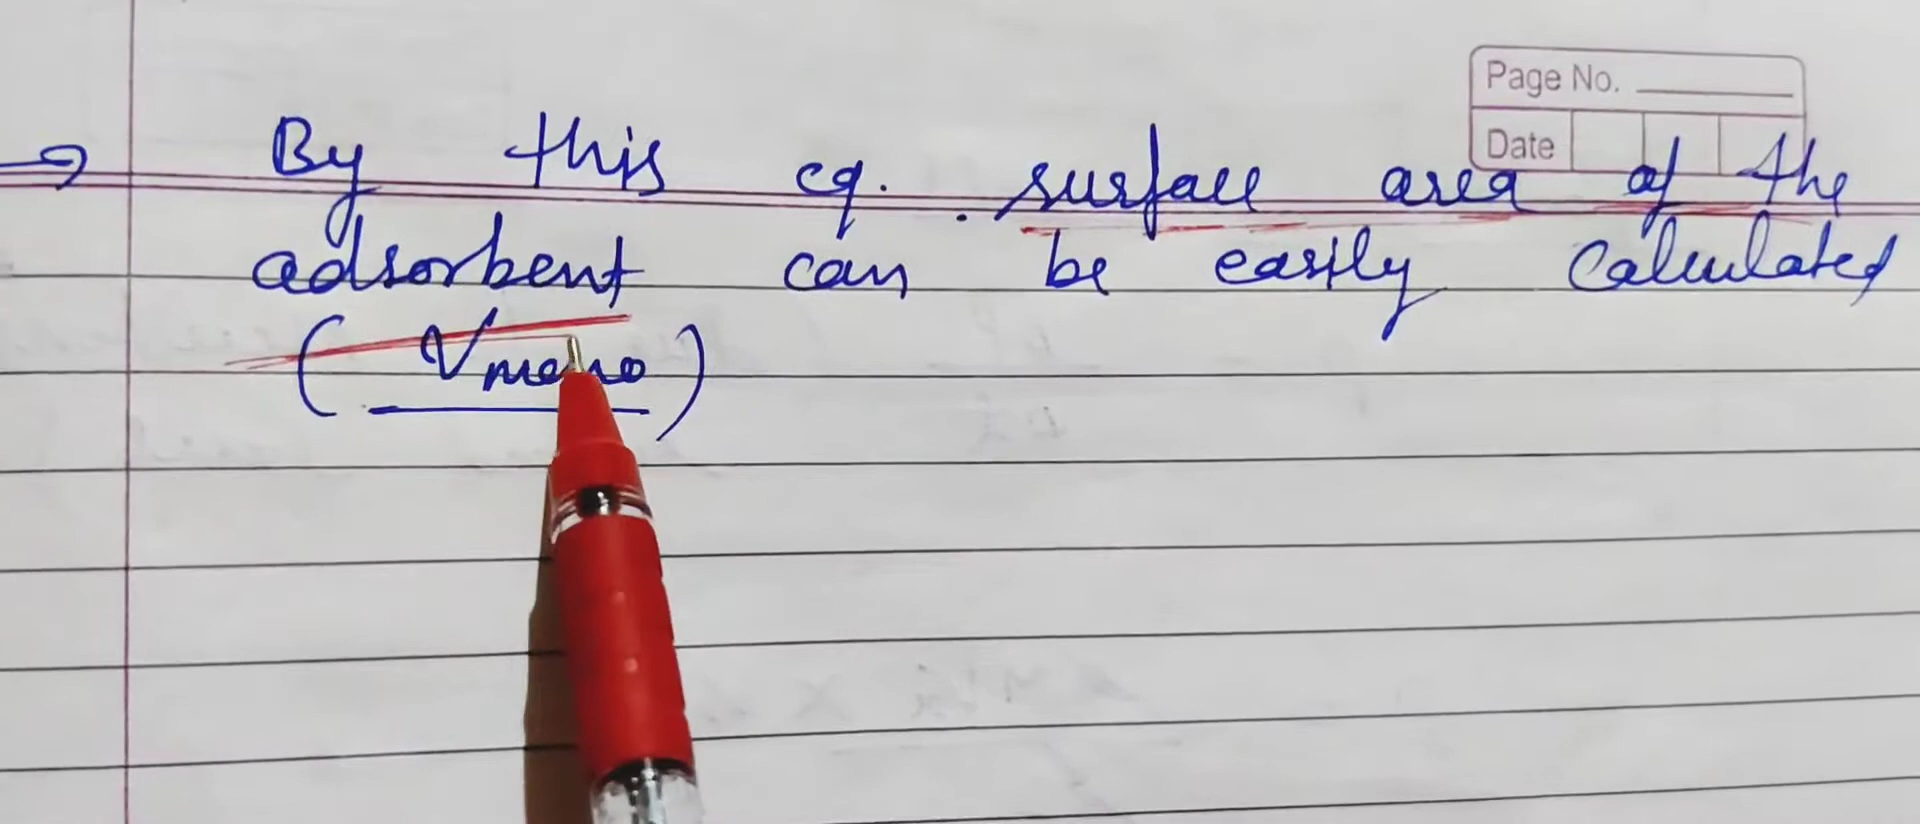 Page No.
Date
⇒ By this eq. surface area of the
adsorbent can be easily calculated
( Vmono )